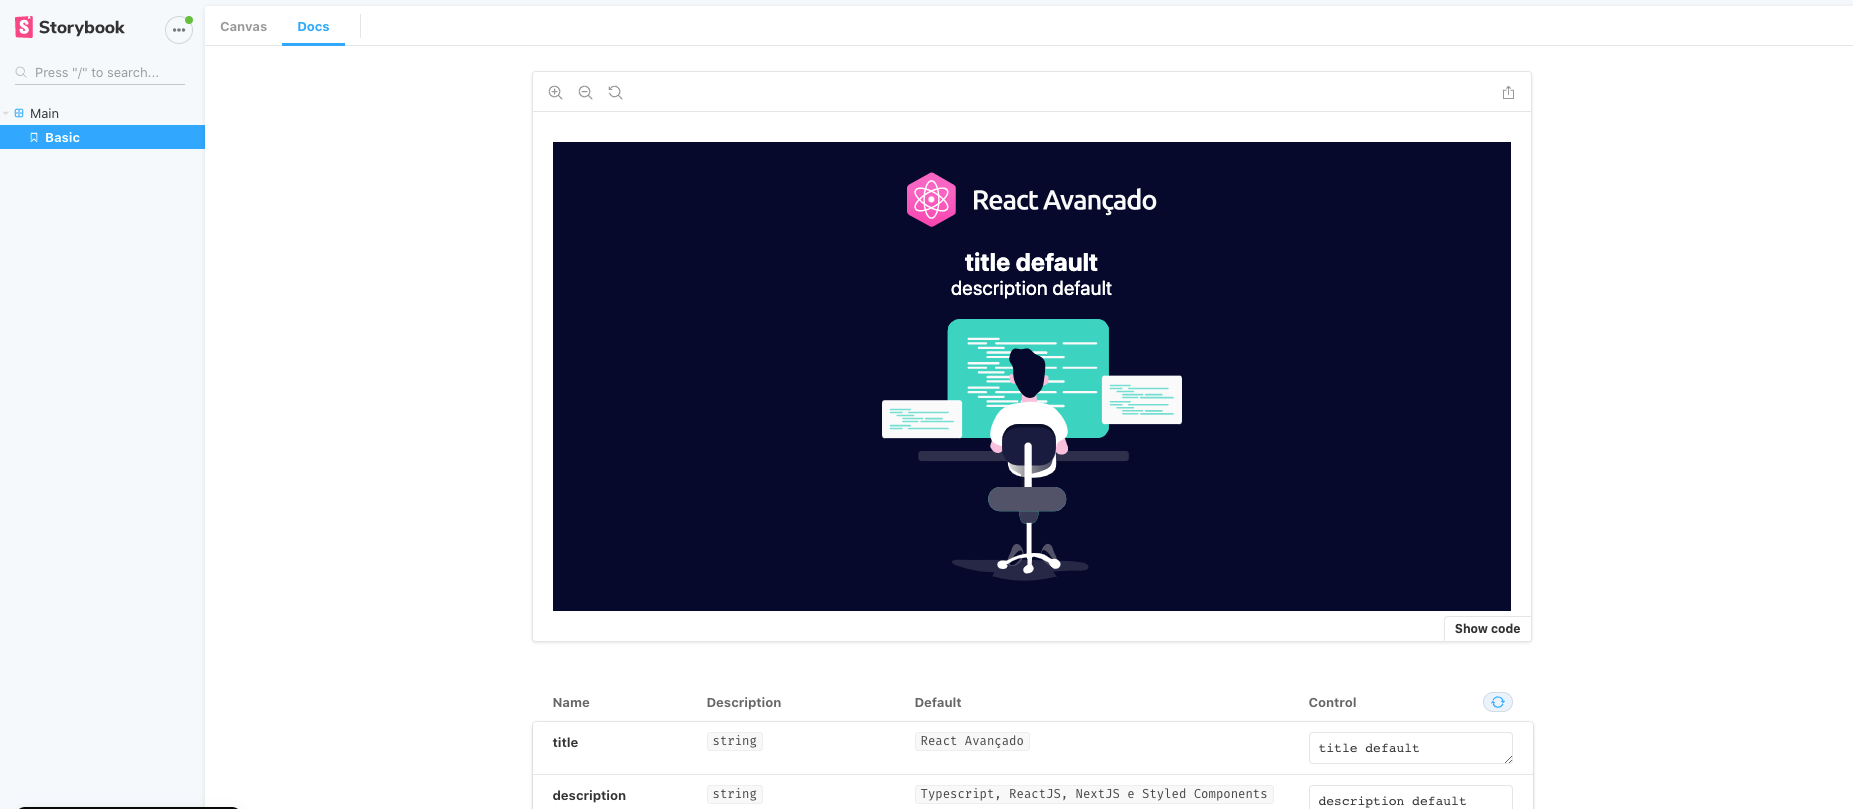 Storybook
Canvas
Docs
Press "/" to search...
Main
Basic
React Avançado
title default
description default
Show code
Name Description Default Control
title string React Avançado title default
description string Typescript, ReactJS, NextJS e Styled Components description default